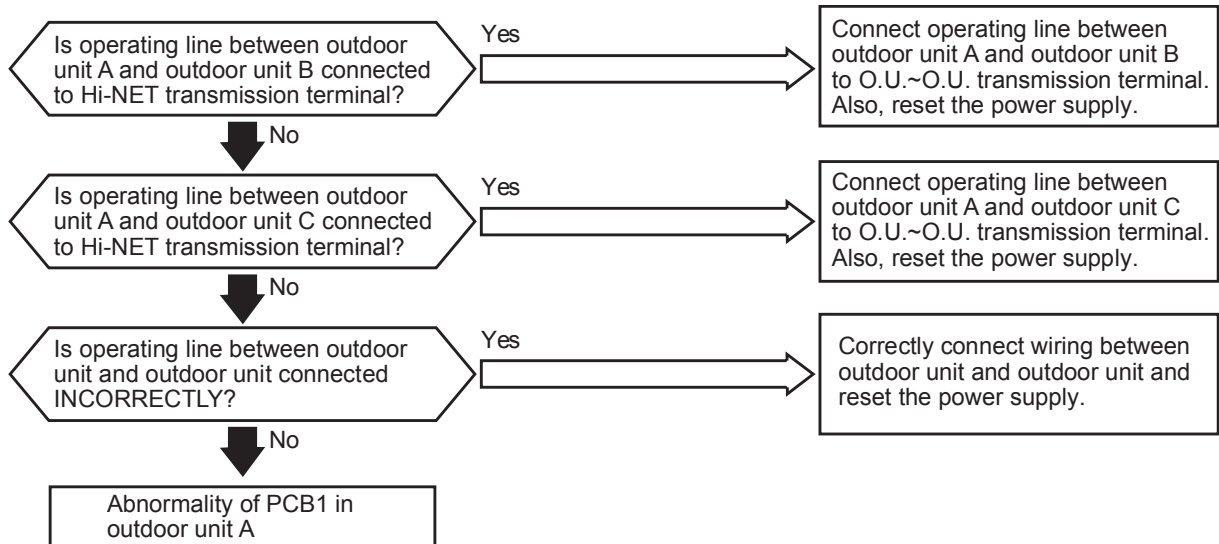 Is operating line between outdoor
unit A and outdoor unit B connected
to Hi-NET transmission terminal?
Yes
Connect operating line between
outdoor unit A and outdoor unit B
to O.U.~O.U. transmission terminal.
Also, reset the power supply.
No
Is operating line between outdoor
unit A and outdoor unit C connected
to Hi-NET transmission terminal?
Yes
Connect operating line between
outdoor unit A and outdoor unit C
to O.U.~O.U. transmission terminal.
Also, reset the power supply.
No
Is operating line between outdoor
unit and outdoor unit connected
INCORRECTLY?
Yes
Correctly connect wiring between
outdoor unit and outdoor unit and
reset the power supply.
No
Abnormality of PCB1 in
outdoor unit A